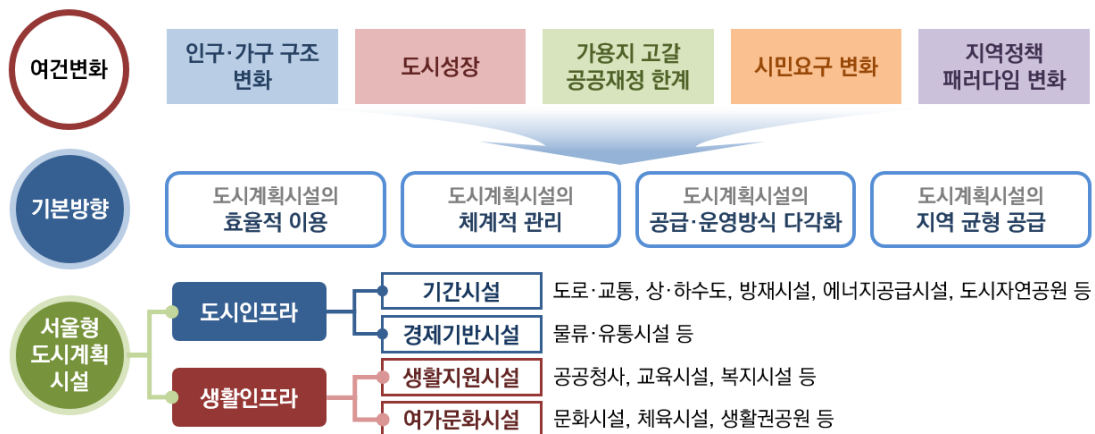 여건변화
인구·가구 구조
변화
도시성장
가용지 고갈
공공재정 한계
시민요구 변화
지역정책
패러다임 변화
기본방향
도시계획시설의
효율적 이용
도시계획시설의
체계적 관리
도시계획시설의
공급·운영방식 다각화
도시계획시설의
지역 균형 공급
서울형
도시계획
시설
도시인프라
기간시설
도로·교통, 상·하수도, 방재시설, 에너지공급시설, 도시자연공원 등
경제기반시설
물류·유통시설 등
생활인프라
생활지원시설
공공청사, 교육시설, 복지시설 등
여가문화시설
문화시설, 체육시설, 생활권공원 등